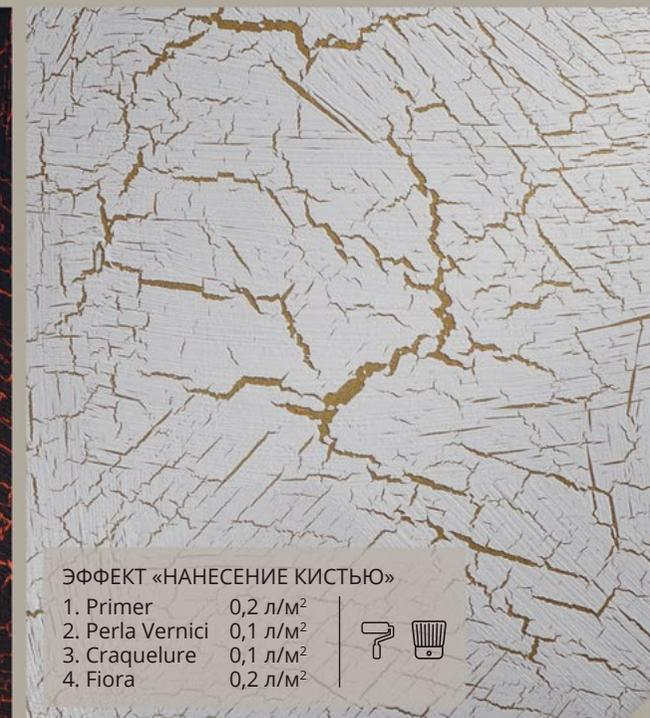 ЭФФЕКТ «НАНЕСЕНИЕ КИСТЬЮ»
1. Primer 0,2 л/м²
2. Perla Vernici 0,1 л/м²
3. Craquelure 0,1 л/м²
4. Fiora 0,2 л/м²